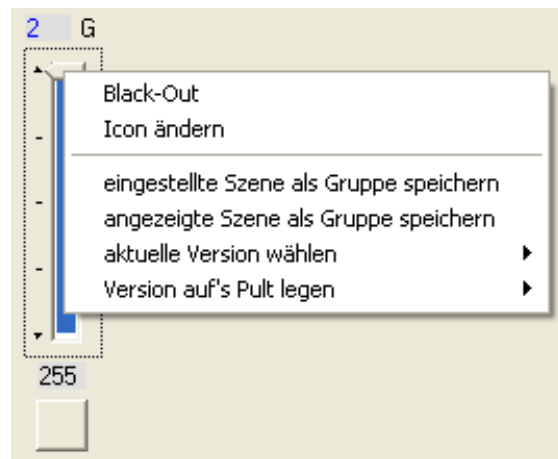 2 G
Black-Out
Icon ändern
eingestellte Szene als Gruppe speichern
angezeigte Szene als Gruppe speichern
aktuelle Version wählen
Version auf's Pult legen
255